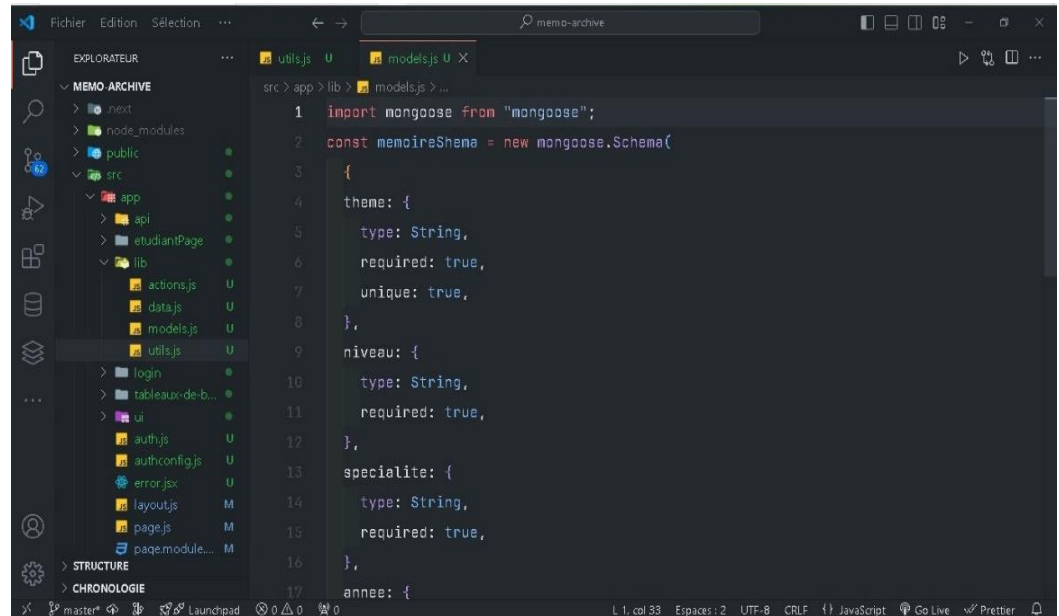 Fichier Edition Sélection ...
memo-archive
EXPLORATEUR ...
MEMO-ARCHIVE
.next
node_modules
public
src
app
api
etudiantPage
lib
actions.js U
data.js U
models.js U
utils.js U
login
tableaux-de-b...
ui
auth.js U
authconfig.js U
error.jsx U
layout.js M
page.js M
page.module.... M
STRUCTURE
CHRONOLOGIE
62
utils.js U
models.js U
src > app > lib > models.js > ...
1 import mongoose from "mongoose";
2 const memoireShema = new mongoose.Schema(
3 {
4 theme: {
5 type: String,
6 required: true,
7 unique: true,
8 },
9 niveau: {
10 type: String,
11 required: true,
12 },
13 specialite: {
14 type: String,
15 required: true,
16 },
17 annee: {
master* Launchpad 0 0 0 L 1, col 33 Espaces : 2 UTF-8 CRLF {} JavaScript Go Live Prettier